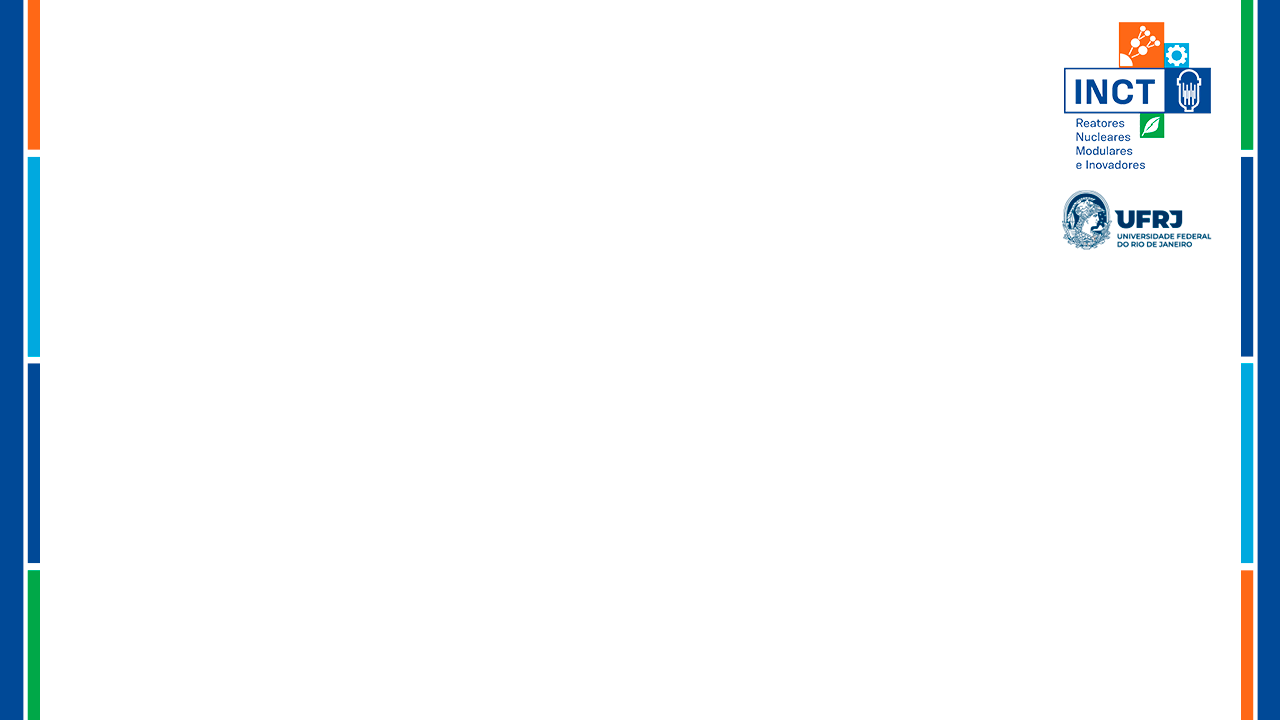 INCT
Reatores
Nucleares
Modulares
e Inovadores
UFRJ
UNIVERSIDADE FEDERAL
DO RIO DE JANEIRO